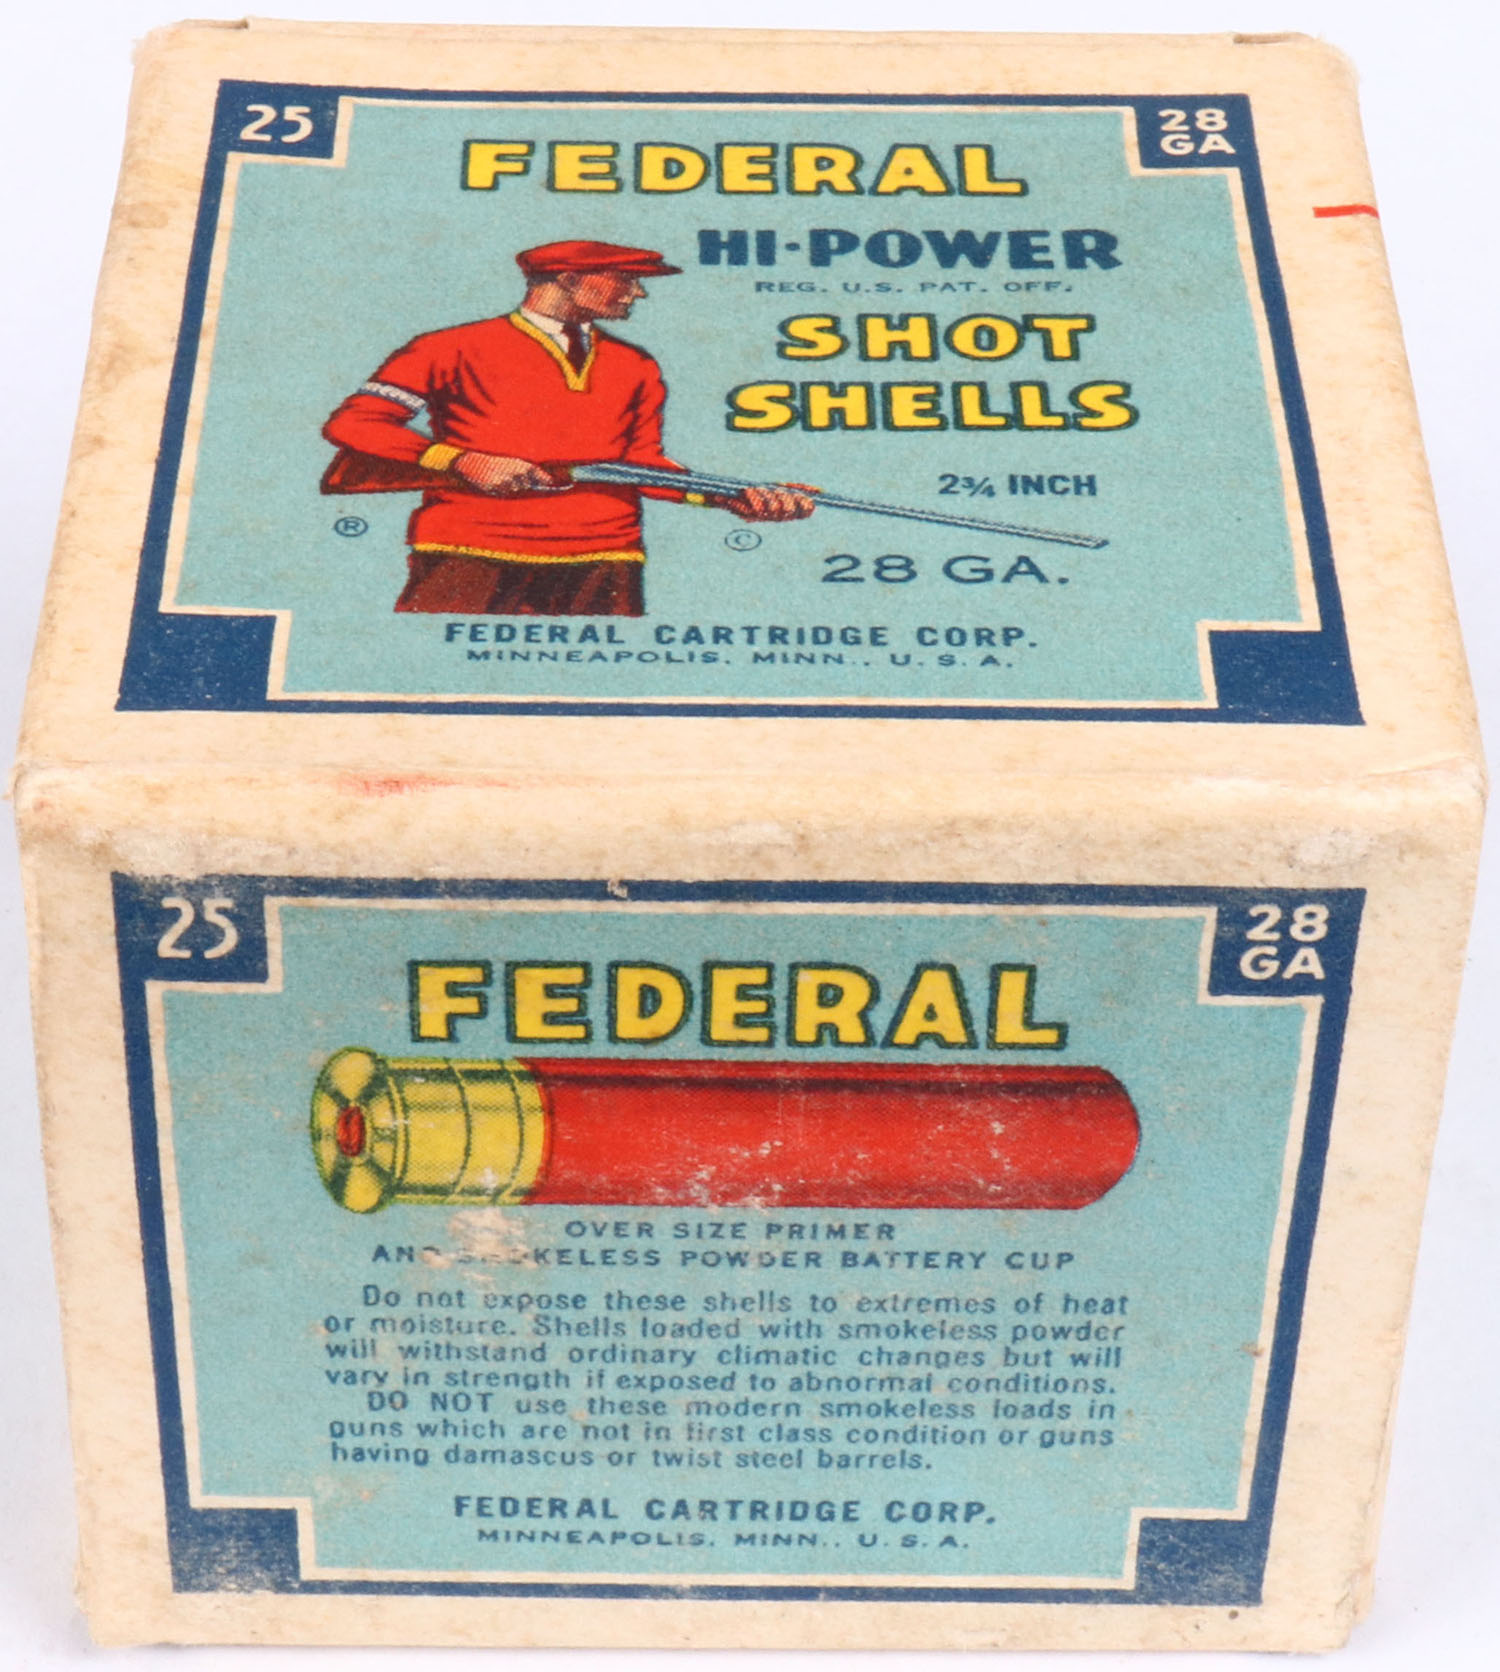 25
28
GA
FEDERAL
HI-POWER
REG. U.S. PAT. OFF.
SHOT
SHELLS
2¾ INCH
®
©
28 GA.
FEDERAL CARTRIDGE CORP.
MINNEAPOLIS, MINN., U.S.A.
25
28
GA
FEDERAL
OVER SIZE PRIMER
AND SMOKELESS POWDER BATTERY CUP
Do not expose these shells to extremes of heat
or moisture. Shells loaded with smokeless powder
will withstand ordinary climatic changes but will
vary in strength if exposed to abnormal conditions.
DO NOT use these modern smokeless loads in
guns which are not in first class condition or guns
having damascus or twist steel barrels.
FEDERAL CARTRIDGE CORP.
MINNEAPOLIS, MINN., U.S.A.